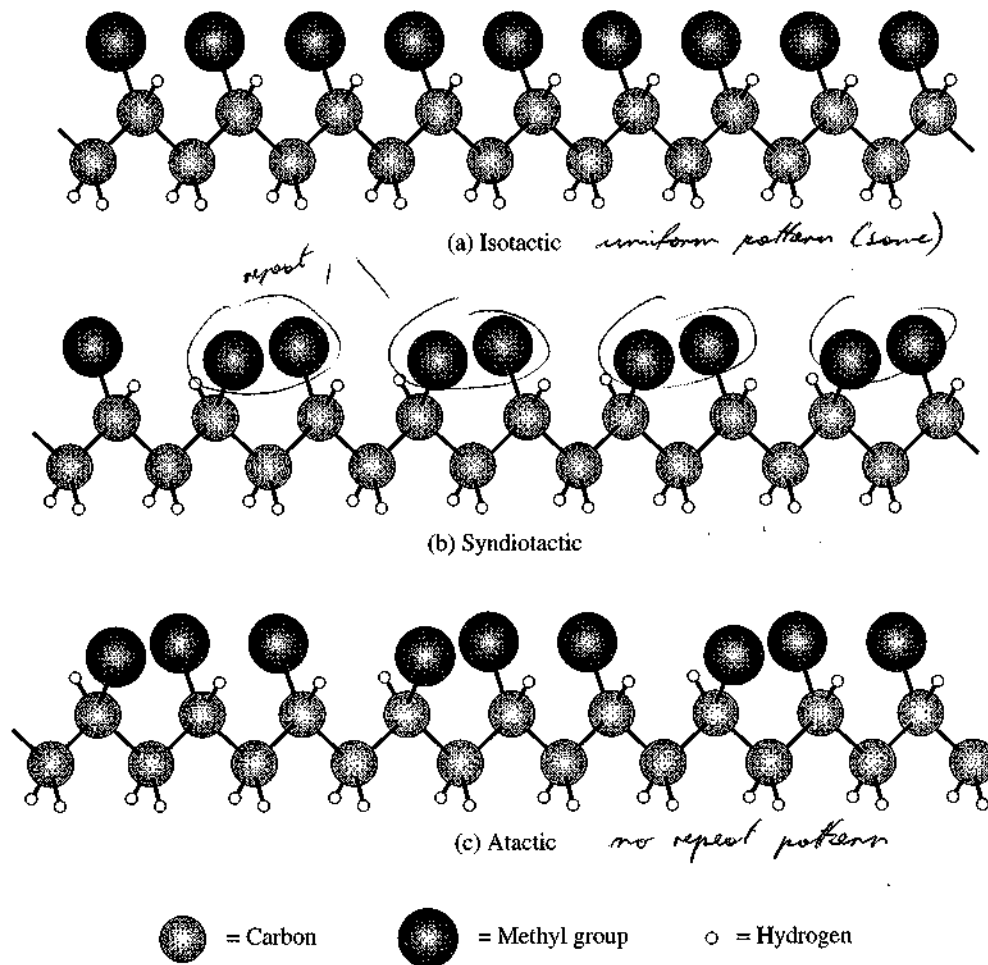 (a) Isotactic uniform pattern (same)
repeat
(b) Syndiotactic
(c) Atactic no repeat pattern
= Carbon = Methyl group = Hydrogen